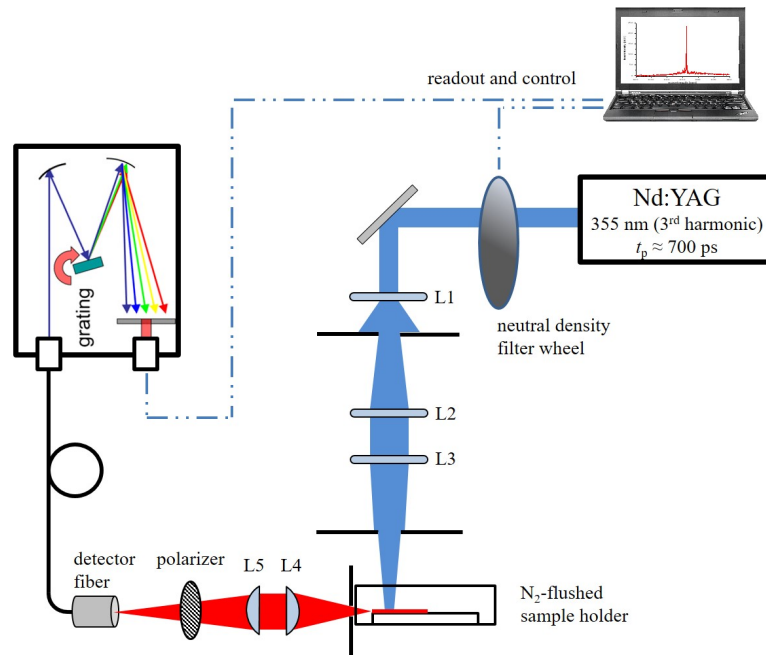 readout and control
Nd:YAG
355 nm (3rd harmonic)
tp ≈ 700 ps
L1
neutral density
filter wheel
grating
L2
L3
detector
fiber
polarizer
L5
L4
N2-flushed
sample holder